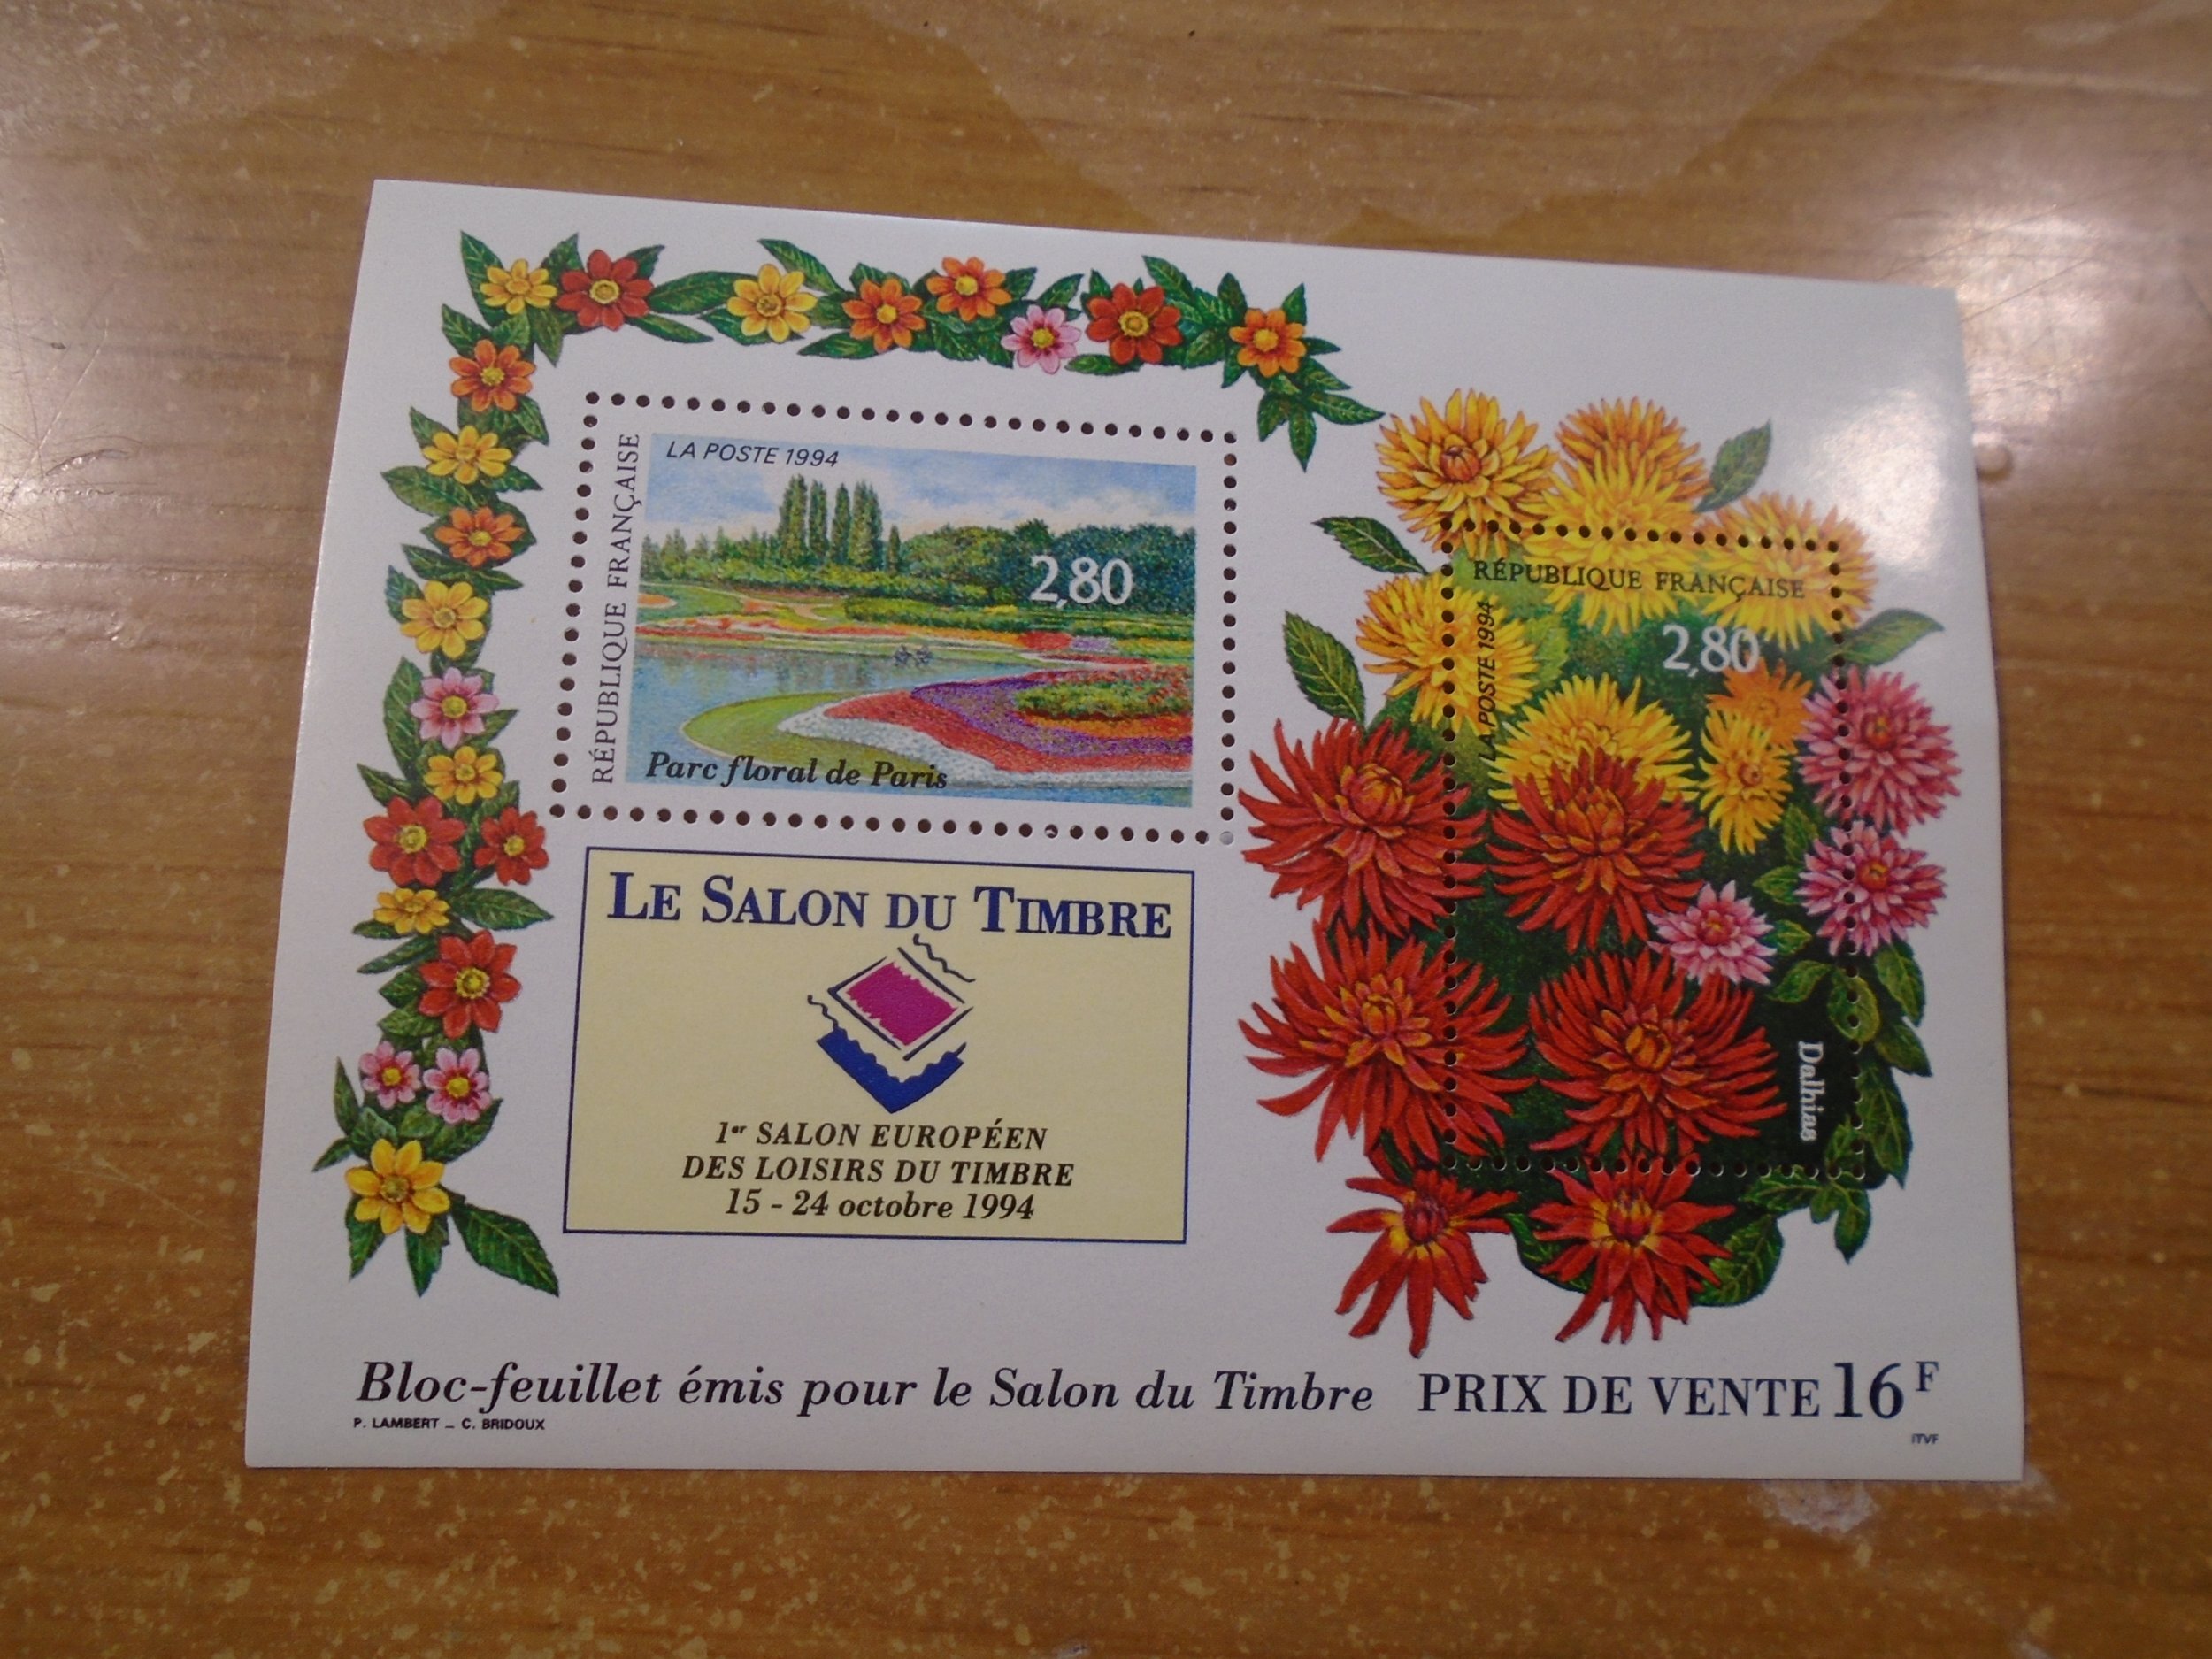 LA POSTE 1994
RÉPUBLIQUE FRANÇAISE
2,80
Parc floral de Paris
RÉPUBLIQUE FRANÇAISE
2,80
LA POSTE 1994
Dalhias
LE SALON DU TIMBRE
1er SALON EUROPÉEN
DES LOISIRS DU TIMBRE
15 - 24 octobre 1994
Bloc-feuillet émis pour le Salon du Timbre PRIX DE VENTE 16 F
P. LAMBERT - C. BRIDOUX
ITVF